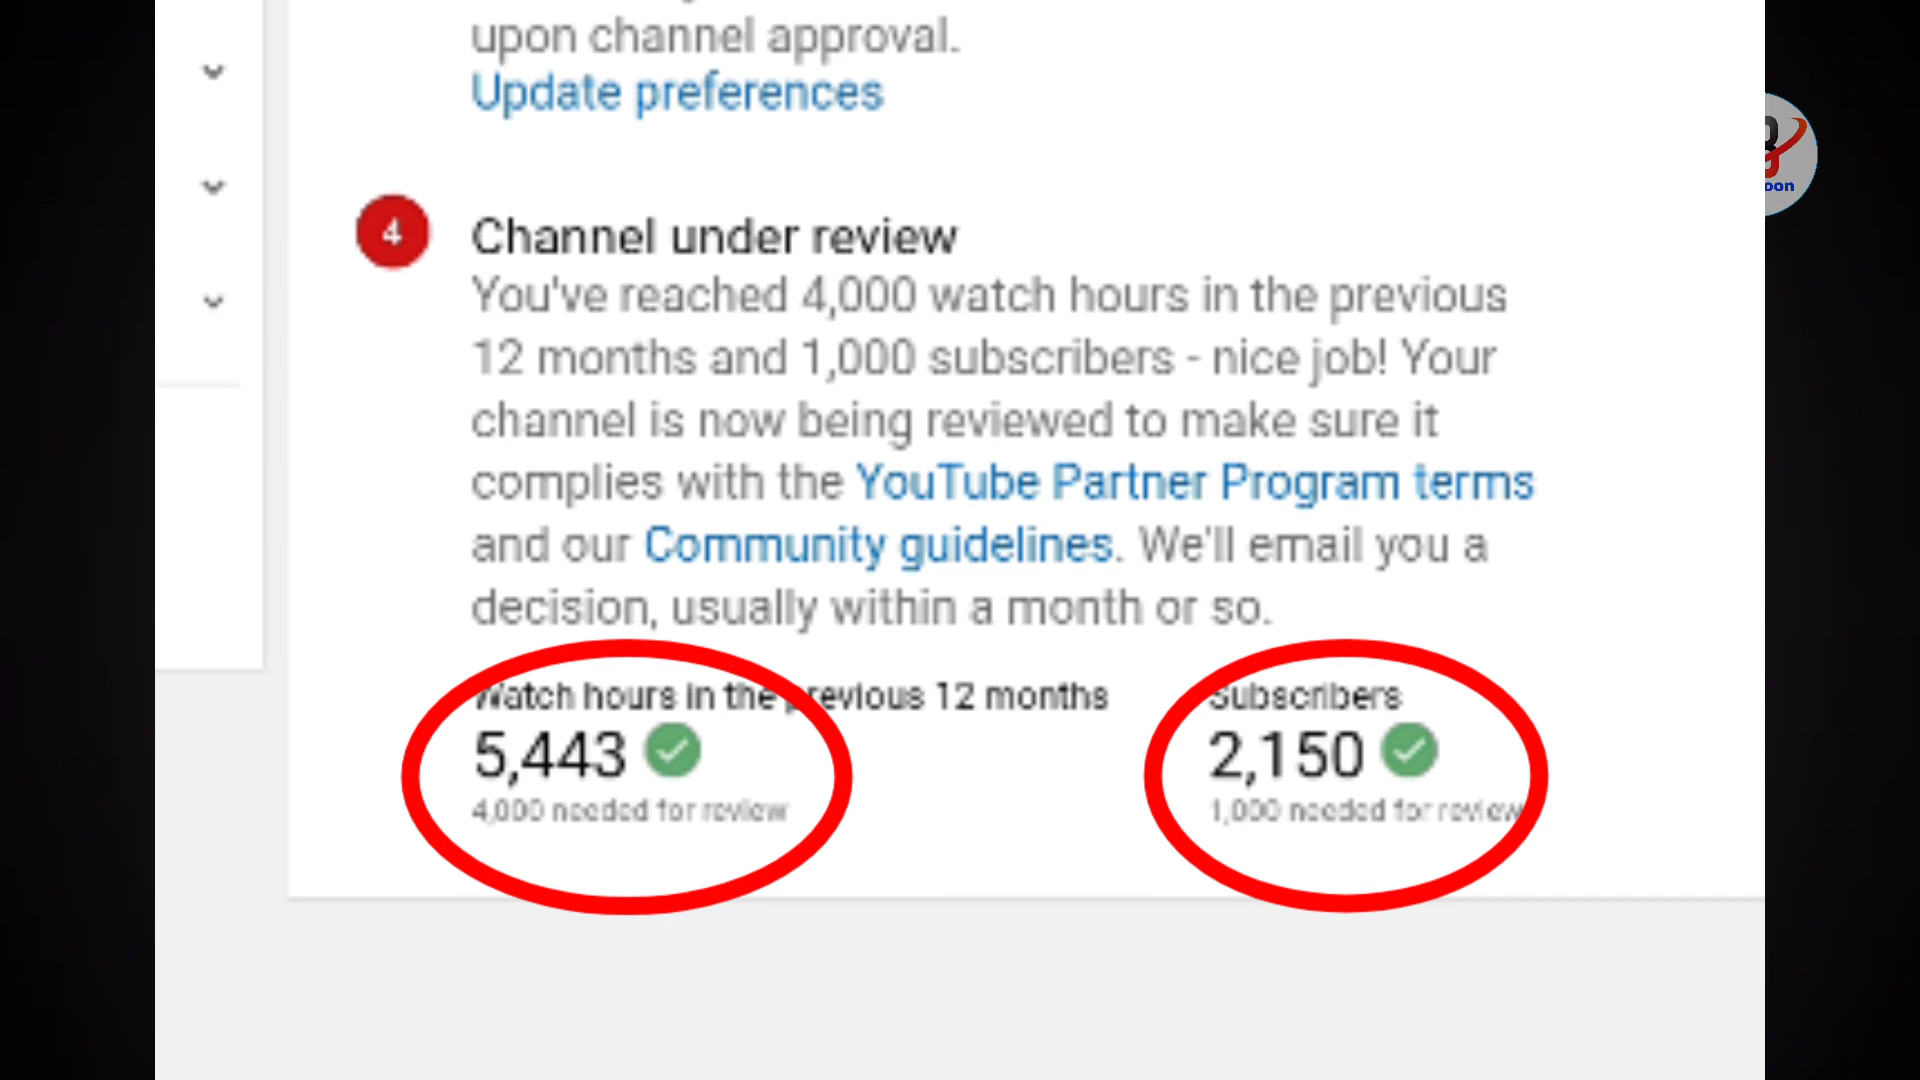 upon channel approval.
Update preferences
4
Channel under review
You've reached 4,000 watch hours in the previous
12 months and 1,000 subscribers - nice job! Your
channel is now being reviewed to make sure it
complies with the YouTube Partner Program terms
and our Community guidelines. We'll email you a
decision, usually within a month or so.
Watch hours in the previous 12 months
Subscribers
5,443
2,150
4,000 needed for review
1,000 needed for review
oon